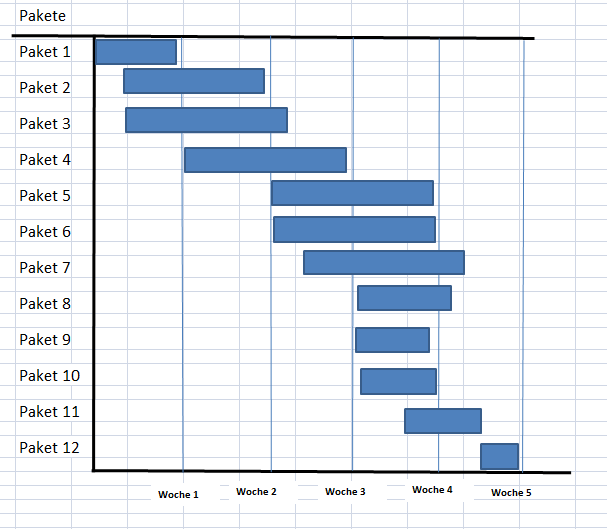 Pakete
Paket 1
Paket 2
Paket 3
Paket 4
Paket 5
Paket 6
Paket 7
Paket 8
Paket 9
Paket 10
Paket 11
Paket 12
Woche 1 Woche 2 Woche 3 Woche 4 Woche 5